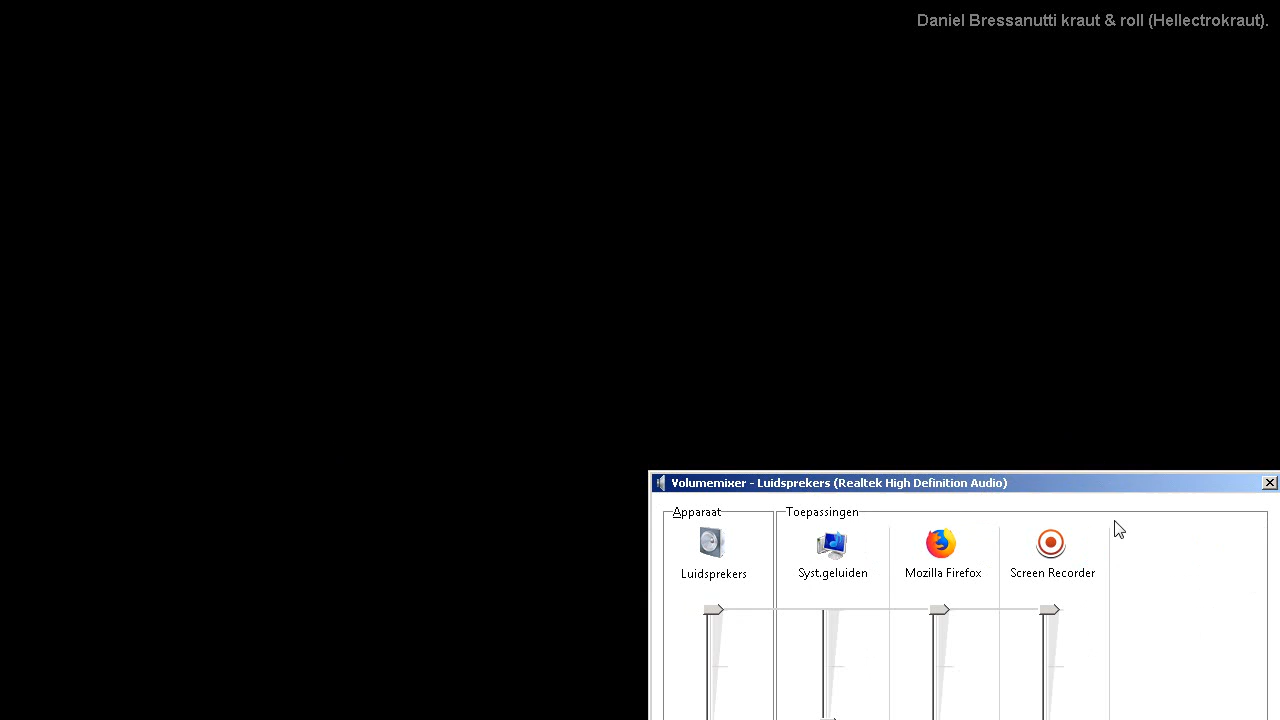 Daniel Bressanutti kraut & roll (Hellectrokraut).
Volumemixer - Luidsprekers (Realtek High Definition Audio)
Apparaat
Toepassingen
Luidsprekers
Syst.geluiden
Mozilla Firefox
Screen Recorder